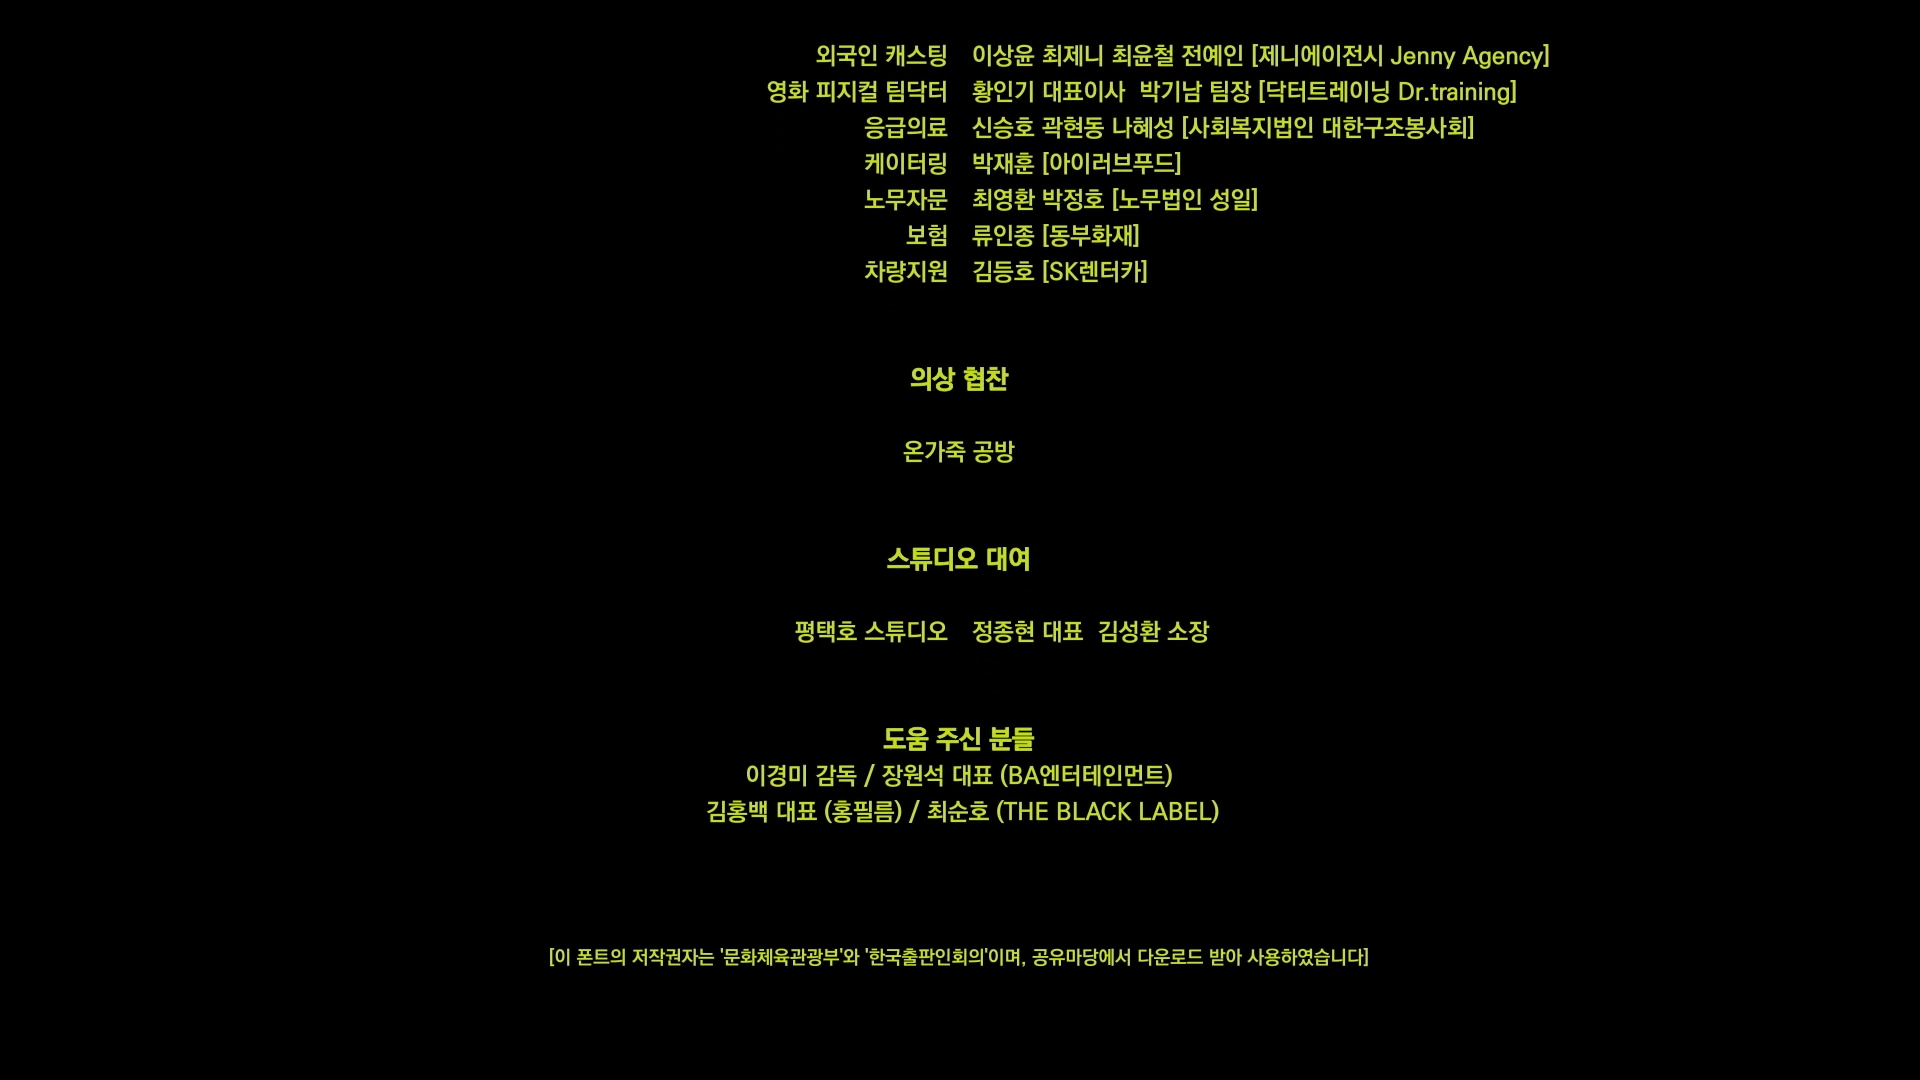 외국인 캐스팅 이상윤 최제니 최윤철 전예인 [제니에이전시 Jenny Agency]
영화 피지컬 팀닥터 황인기 대표이사 박기남 팀장 [닥터트레이닝 Dr.training]
응급의료 신승호 곽현동 나혜성 [사회복지법인 대한구조봉사회]
케이터링 박재훈 [아이러브푸드]
노무자문 최영환 박정호 [노무법인 성일]
보험 류인종 [동부화재]
차량지원 김등호 [SK렌터카]
의상 협찬
온가죽 공방
스튜디오 대여
평택호 스튜디오 정종현 대표 김성환 소장
도움 주신 분들
이경미 감독 / 장원석 대표 (BA엔터테인먼트)
김홍백 대표 (홍필름) / 최순호 (THE BLACK LABEL)
[이 폰트의 저작권자는 '문화체육관광부'와 '한국출판인회의'이며, 공유마당에서 다운로드 받아 사용하였습니다]